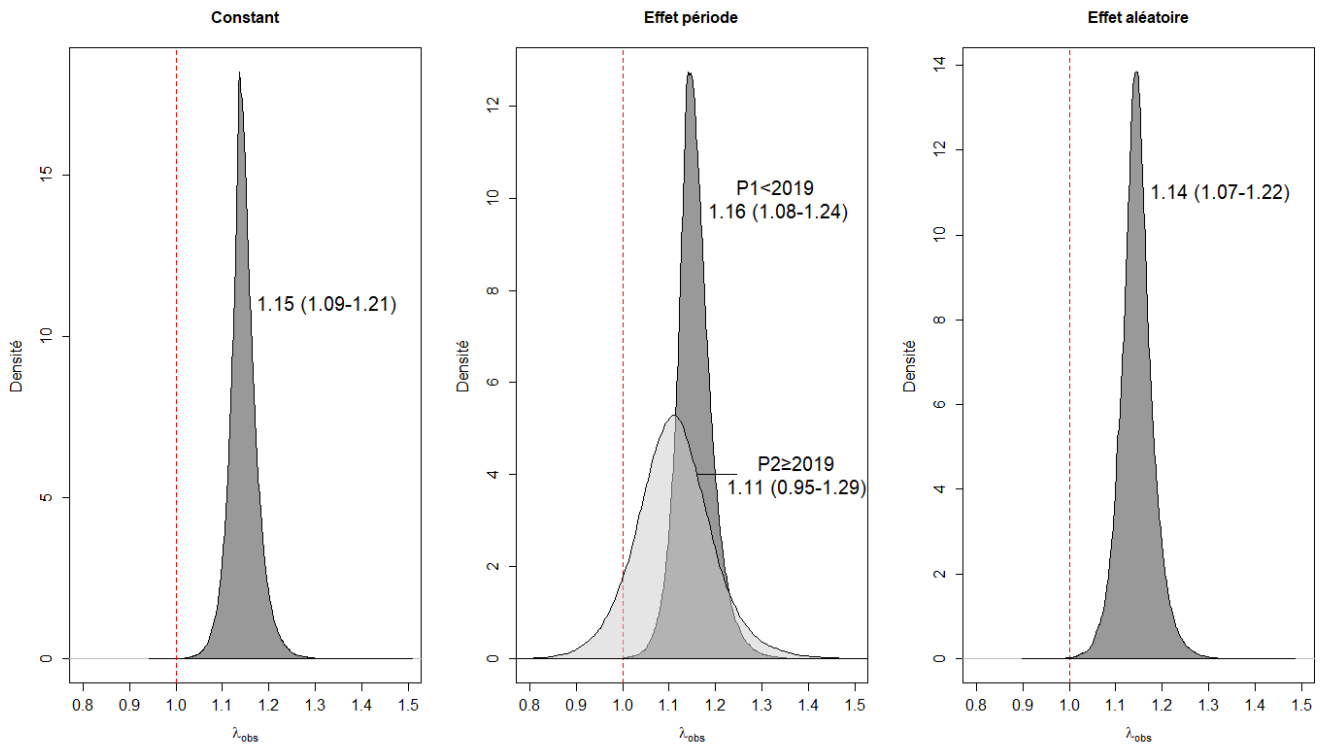 Constant
Densité
15
10
5
0
1.15 (1.09-1.21)
0.8 0.9 1.0 1.1 1.2 1.3 1.4 1.5
λobs
Effet période
Densité
12
10
8
6
4
2
0
P1<2019
1.16 (1.08-1.24)
P2≥2019
1.11 (0.95-1.29)
0.8 0.9 1.0 1.1 1.2 1.3 1.4 1.5
λobs
Effet aléatoire
Densité
14
12
10
8
6
4
2
0
1.14 (1.07-1.22)
0.8 0.9 1.0 1.1 1.2 1.3 1.4 1.5
λobs